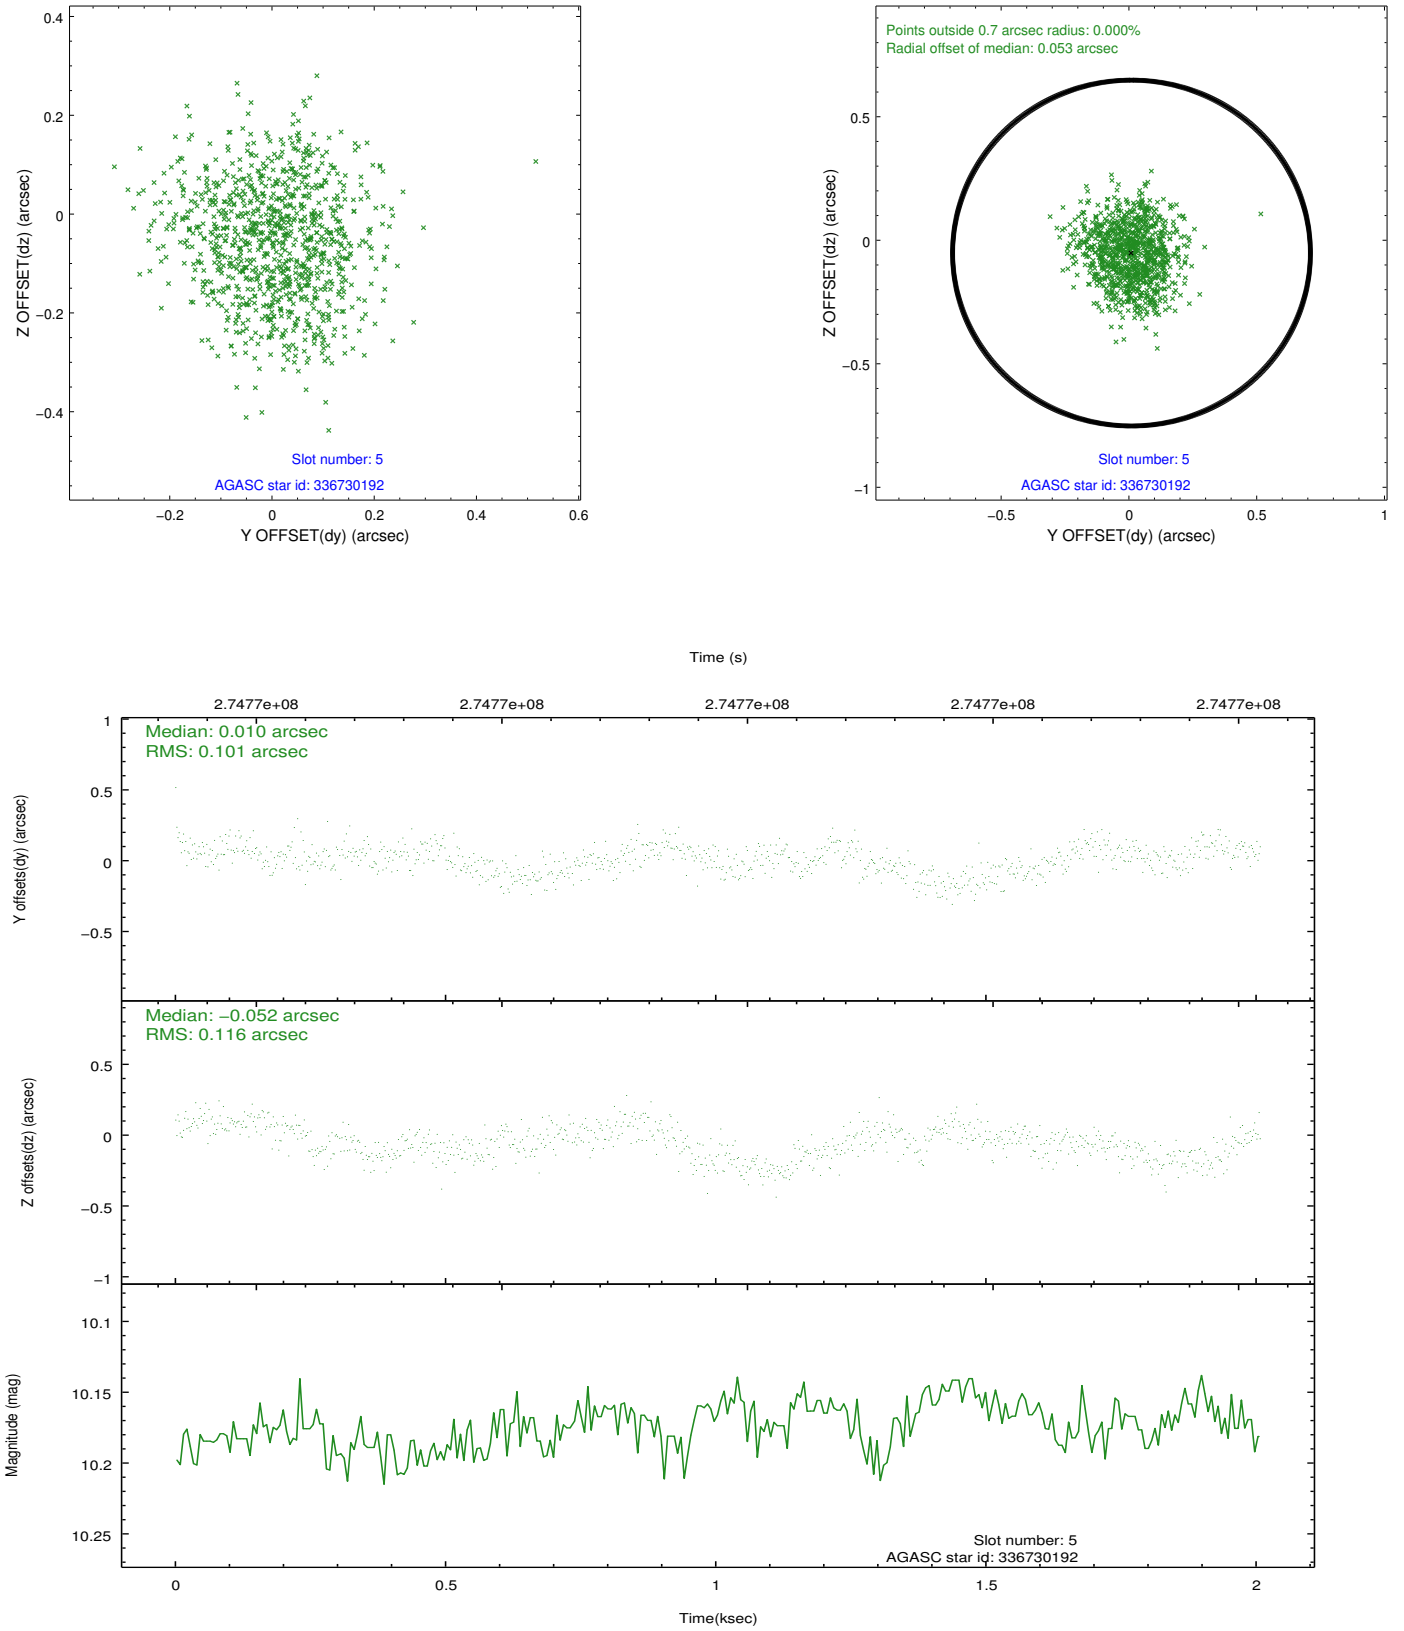 0.4
0.2
0
−0.2
−0.4
Z OFFSET(dz) (arcsec)
Slot number: 5
AGASC star id: 336730192
−0.2 0 0.2 0.4 0.6
Y OFFSET(dy) (arcsec)
Points outside 0.7 arcsec radius: 0.000%
Radial offset of median: 0.053 arcsec
0.5
0
−0.5
−1
Z OFFSET(dz) (arcsec)
Slot number: 5
AGASC star id: 336730192
−0.5 0 0.5 1
Y OFFSET(dy) (arcsec)
Time (s)
2.7477e+08 2.7477e+08 2.7477e+08 2.7477e+08 2.7477e+08
Median: 0.010 arcsec
RMS: 0.101 arcsec
1
0.5
0
−0.5
Y offsets(dy) (arcsec)
Median: −0.052 arcsec
RMS: 0.116 arcsec
0.5
0
−0.5
−1
Z offsets(dz) (arcsec)
10.1
10.15
10.2
10.25
Magnitude (mag)
Slot number: 5
AGASC star id: 336730192
0 0.5 1 1.5 2
Time(ksec)